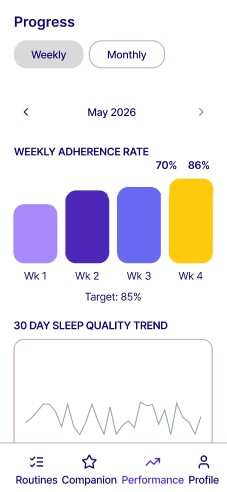 Progress
Weekly Monthly
May 2026
WEEKLY ADHERENCE RATE
70% 86%
Wk 1 Wk 2 Wk 3 Wk 4
Target: 85%
30 DAY SLEEP QUALITY TREND
Routines Companion Performance Profile